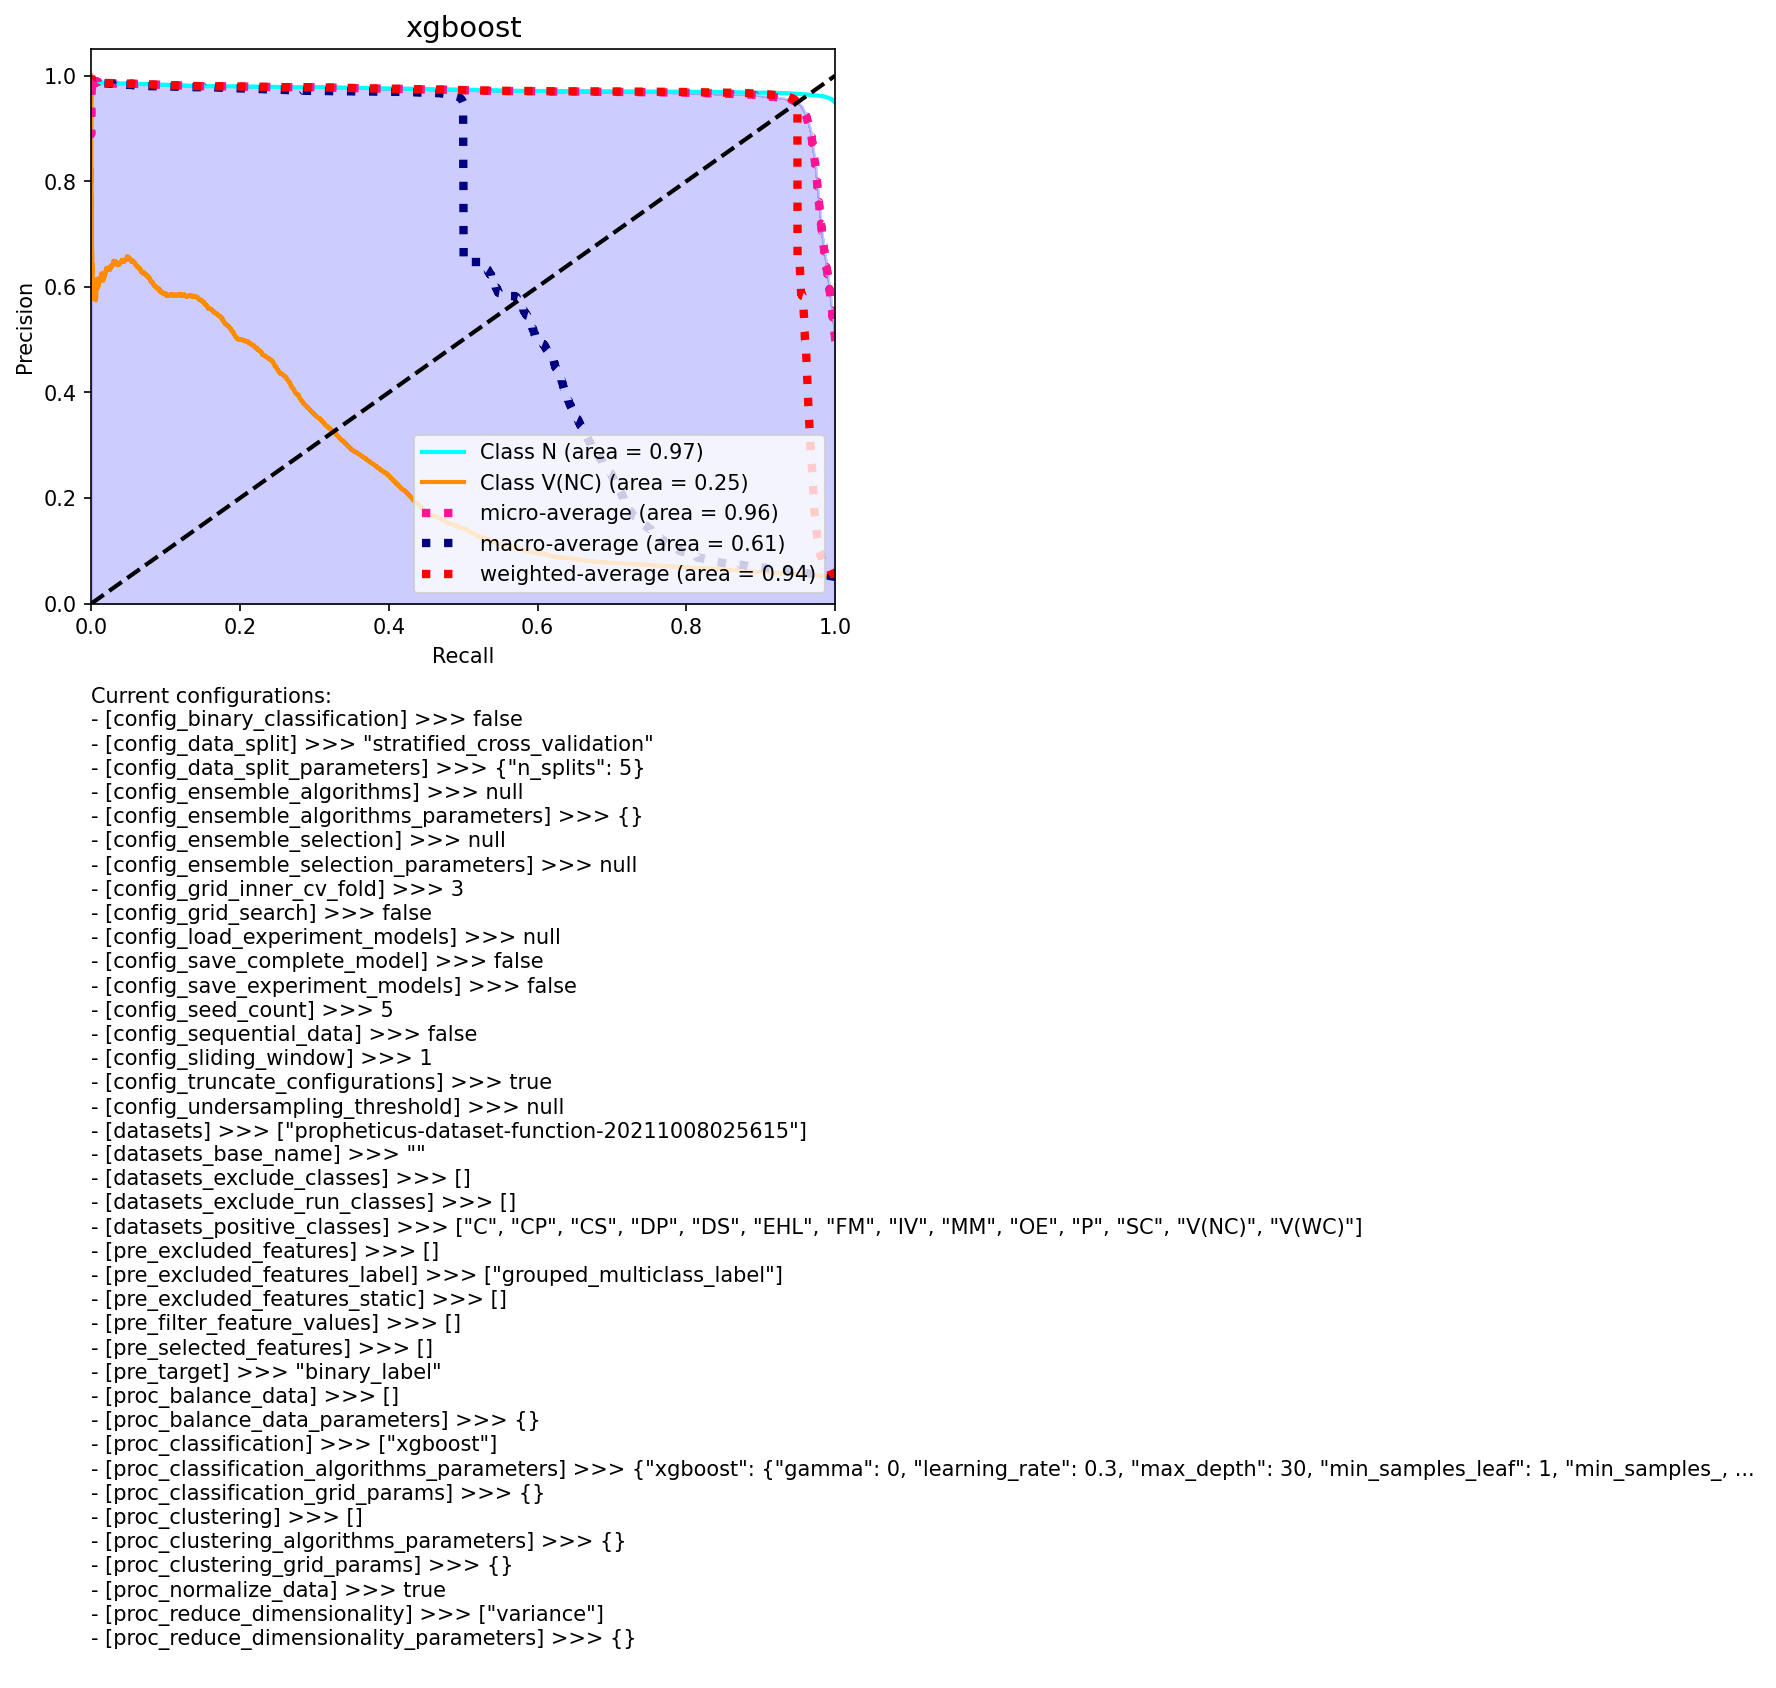 xgboost
1.0
0.8
0.6
0.4
0.2
0.0
Precision
0.0 0.2 0.4 0.6 0.8 1.0
Recall
Class N (area = 0.97)
Class V(NC) (area = 0.25)
micro-average (area = 0.96)
macro-average (area = 0.61)
weighted-average (area = 0.94)
Current configurations:
- [config_binary_classification] >>> false
- [config_data_split] >>> "stratified_cross_validation"
- [config_data_split_parameters] >>> {"n_splits": 5}
- [config_ensemble_algorithms] >>> null
- [config_ensemble_algorithms_parameters] >>> {}
- [config_ensemble_selection] >>> null
- [config_ensemble_selection_parameters] >>> null
- [config_grid_inner_cv_fold] >>> 3
- [config_grid_search] >>> false
- [config_load_experiment_models] >>> null
- [config_save_complete_model] >>> false
- [config_save_experiment_models] >>> false
- [config_seed_count] >>> 5
- [config_sequential_data] >>> false
- [config_sliding_window] >>> 1
- [config_truncate_configurations] >>> true
- [config_undersampling_threshold] >>> null
- [datasets] >>> ["propheticus-dataset-function-20211008025615"]
- [datasets_base_name] >>> ""
- [datasets_exclude_classes] >>> []
- [datasets_exclude_run_classes] >>> []
- [datasets_positive_classes] >>> ["C", "CP", "CS", "DP", "DS", "EHL", "FM", "IV", "MM", "OE", "P", "SC", "V(NC)", "V(WC)"]
- [pre_excluded_features] >>> []
- [pre_excluded_features_label] >>> ["grouped_multiclass_label"]
- [pre_excluded_features_static] >>> []
- [pre_filter_feature_values] >>> []
- [pre_selected_features] >>> []
- [pre_target] >>> "binary_label"
- [proc_balance_data] >>> []
- [proc_balance_data_parameters] >>> {}
- [proc_classification] >>> ["xgboost"]
- [proc_classification_algorithms_parameters] >>> {"xgboost": {"gamma": 0, "learning_rate": 0.3, "max_depth": 30, "min_samples_leaf": 1, "min_samples_, ...
- [proc_classification_grid_params] >>> {}
- [proc_clustering] >>> []
- [proc_clustering_algorithms_parameters] >>> {}
- [proc_clustering_grid_params] >>> {}
- [proc_normalize_data] >>> true
- [proc_reduce_dimensionality] >>> ["variance"]
- [proc_reduce_dimensionality_parameters] >>> {}